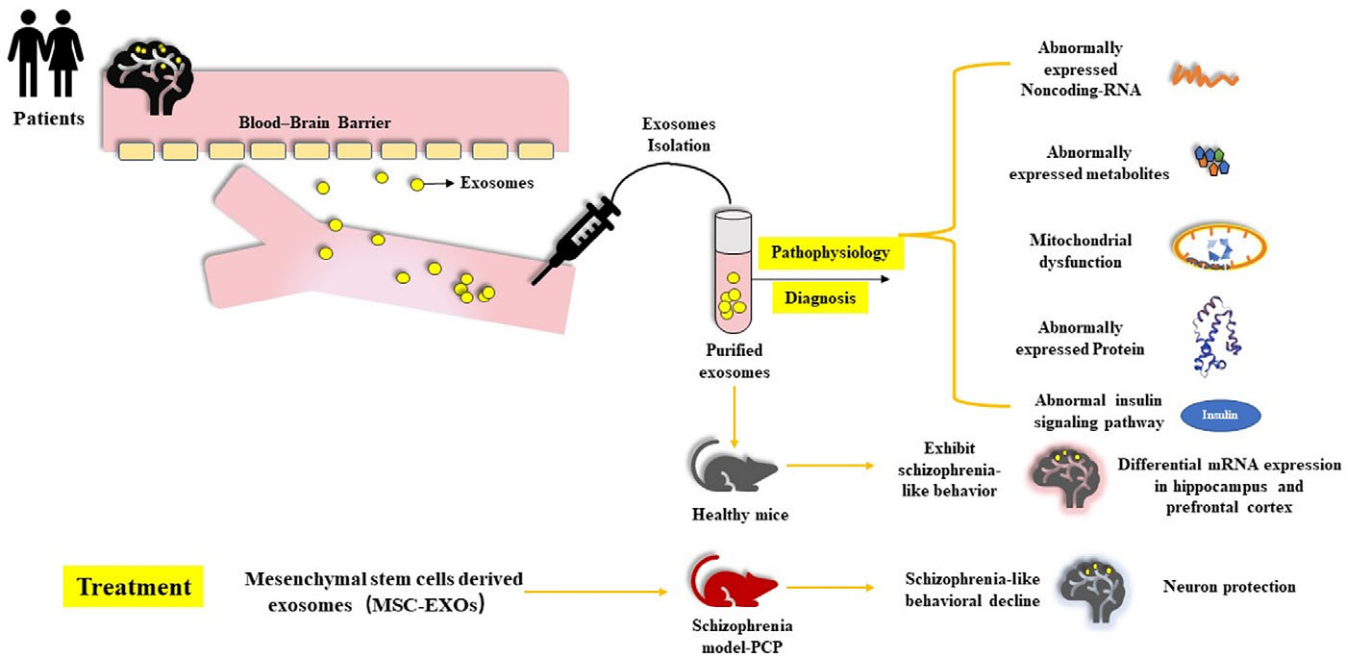 Patients
Blood–Brain Barrier
Exosomes
Exosomes
Isolation
Purified
exosomes
Pathophysiology
Diagnosis
Abnormally
expressed
Noncoding-RNA
Abnormally
expressed metabolites
Mitochondrial
dysfunction
Abnormally
expressed Protein
Abnormal insulin
signaling pathway
Insulin
Healthy mice
Exhibit
schizophrenia-
like behavior
Differential mRNA expression
in hippocampus and
prefrontal cortex
Treatment
Mesenchymal stem cells derived
exosomes（MSC-EXOs）
Schizophrenia
model-PCP
Schizophrenia-like
behavioral decline
Neuron protection